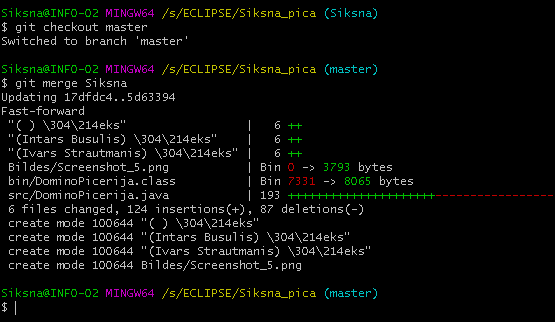 Siksna@INFO-02 MINGW64 /s/ECLIPSE/Siksna_pica (Siksna)
$ git checkout master
Switched to branch 'master'
Siksna@INFO-02 MINGW64 /s/ECLIPSE/Siksna_pica (master)
$ git merge Siksna
Updating 17dfdc4..5d63394
Fast-forward
"( ) \304\214eks" | 6 ++
"(Intars Busulis) \304\214eks" | 6 ++
"(Ivars Strautmanis) \304\214eks" | 6 ++
Bildes/Screenshot_5.png | Bin 0 -> 3793 bytes
bin/DominoPicerija.class | Bin 7331 -> 8065 bytes
src/DominoPicerija.java | 193 ++++++++++++++++++++++-----------------
6 files changed, 124 insertions(+), 87 deletions(-)
create mode 100644 "( ) \304\214eks"
create mode 100644 "(Intars Busulis) \304\214eks"
create mode 100644 "(Ivars Strautmanis) \304\214eks"
create mode 100644 Bildes/Screenshot_5.png
Siksna@INFO-02 MINGW64 /s/ECLIPSE/Siksna_pica (master)
$